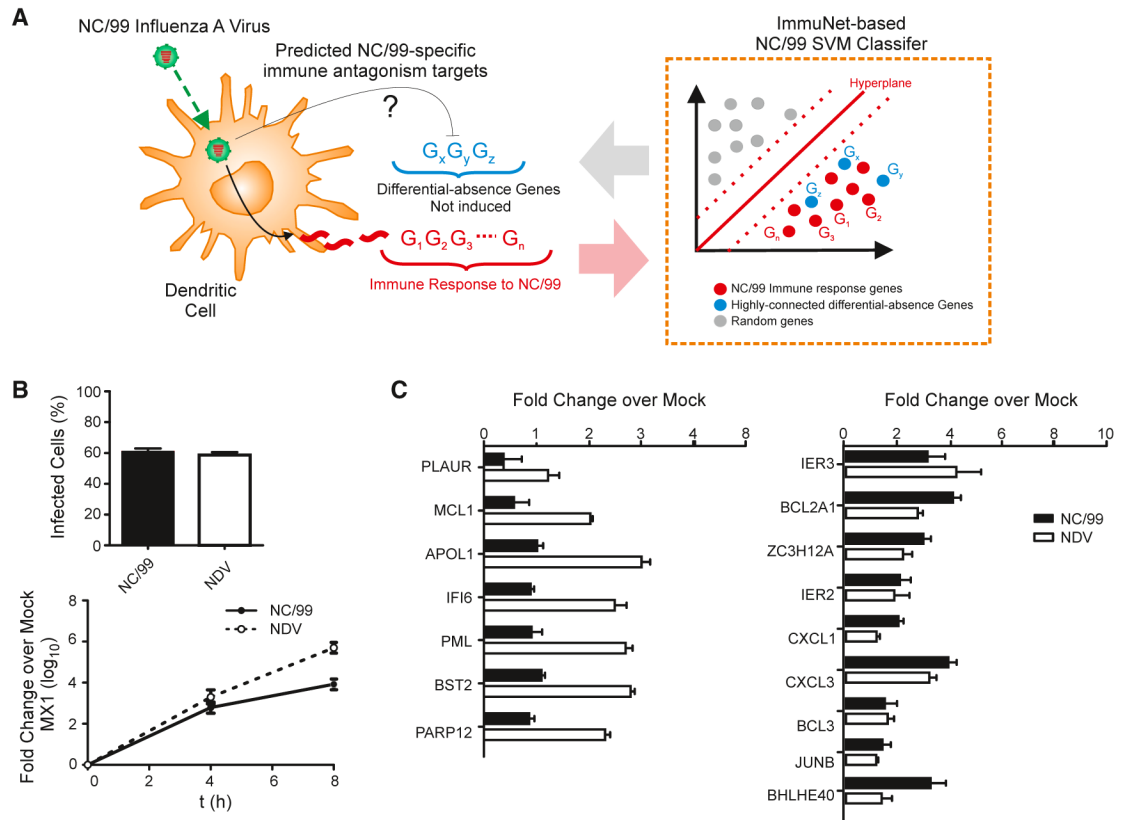 A
NC/99 Influenza A Virus
Predicted NC/99-specific
immune antagonism targets
?
GxGyGz
Differential-absence Genes
Not induced
G1G2G3 ···· Gn
Immune Response to NC/99
Dendritic
Cell
ImmuNet-based
NC/99 SVM Classifer
Hyperplane
Gx
Gy
Gz
G1
G2
G3
Gn
NC/99 Immune response genes
Highly-connected differential-absence Genes
Random genes
B
Infected Cells (%)
100
80
60
40
20
0
NC/99
NDV
Fold Change over Mock
MX1 (log10)
8
6
4
2
0
NC/99
NDV
0 2 4 6 8
t (h)
C
Fold Change over Mock
0 1 2 3 8
PLAUR
MCL1
APOL1
IFI6
PML
BST2
PARP12
Fold Change over Mock
0 2 4 6 8 10
IER3
BCL2A1
ZC3H12A
IER2
CXCL1
CXCL3
BCL3
JUNB
BHLHE40
NC/99
NDV